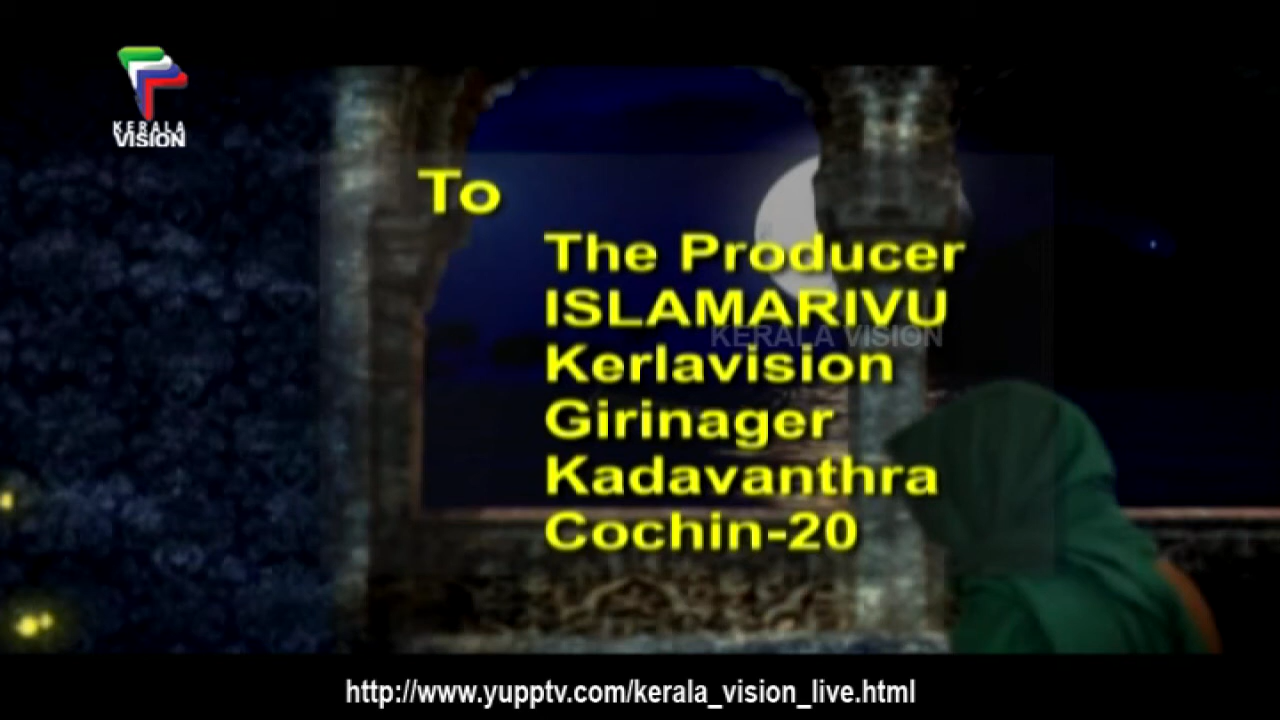 KERALA
VISION
To
The Producer
ISLAMARIVU
KERALA VISION
Kerlavision
Girinager
Kadavanthra
Cochin-20
http://www.yupptv.com/kerala_vision_live.html